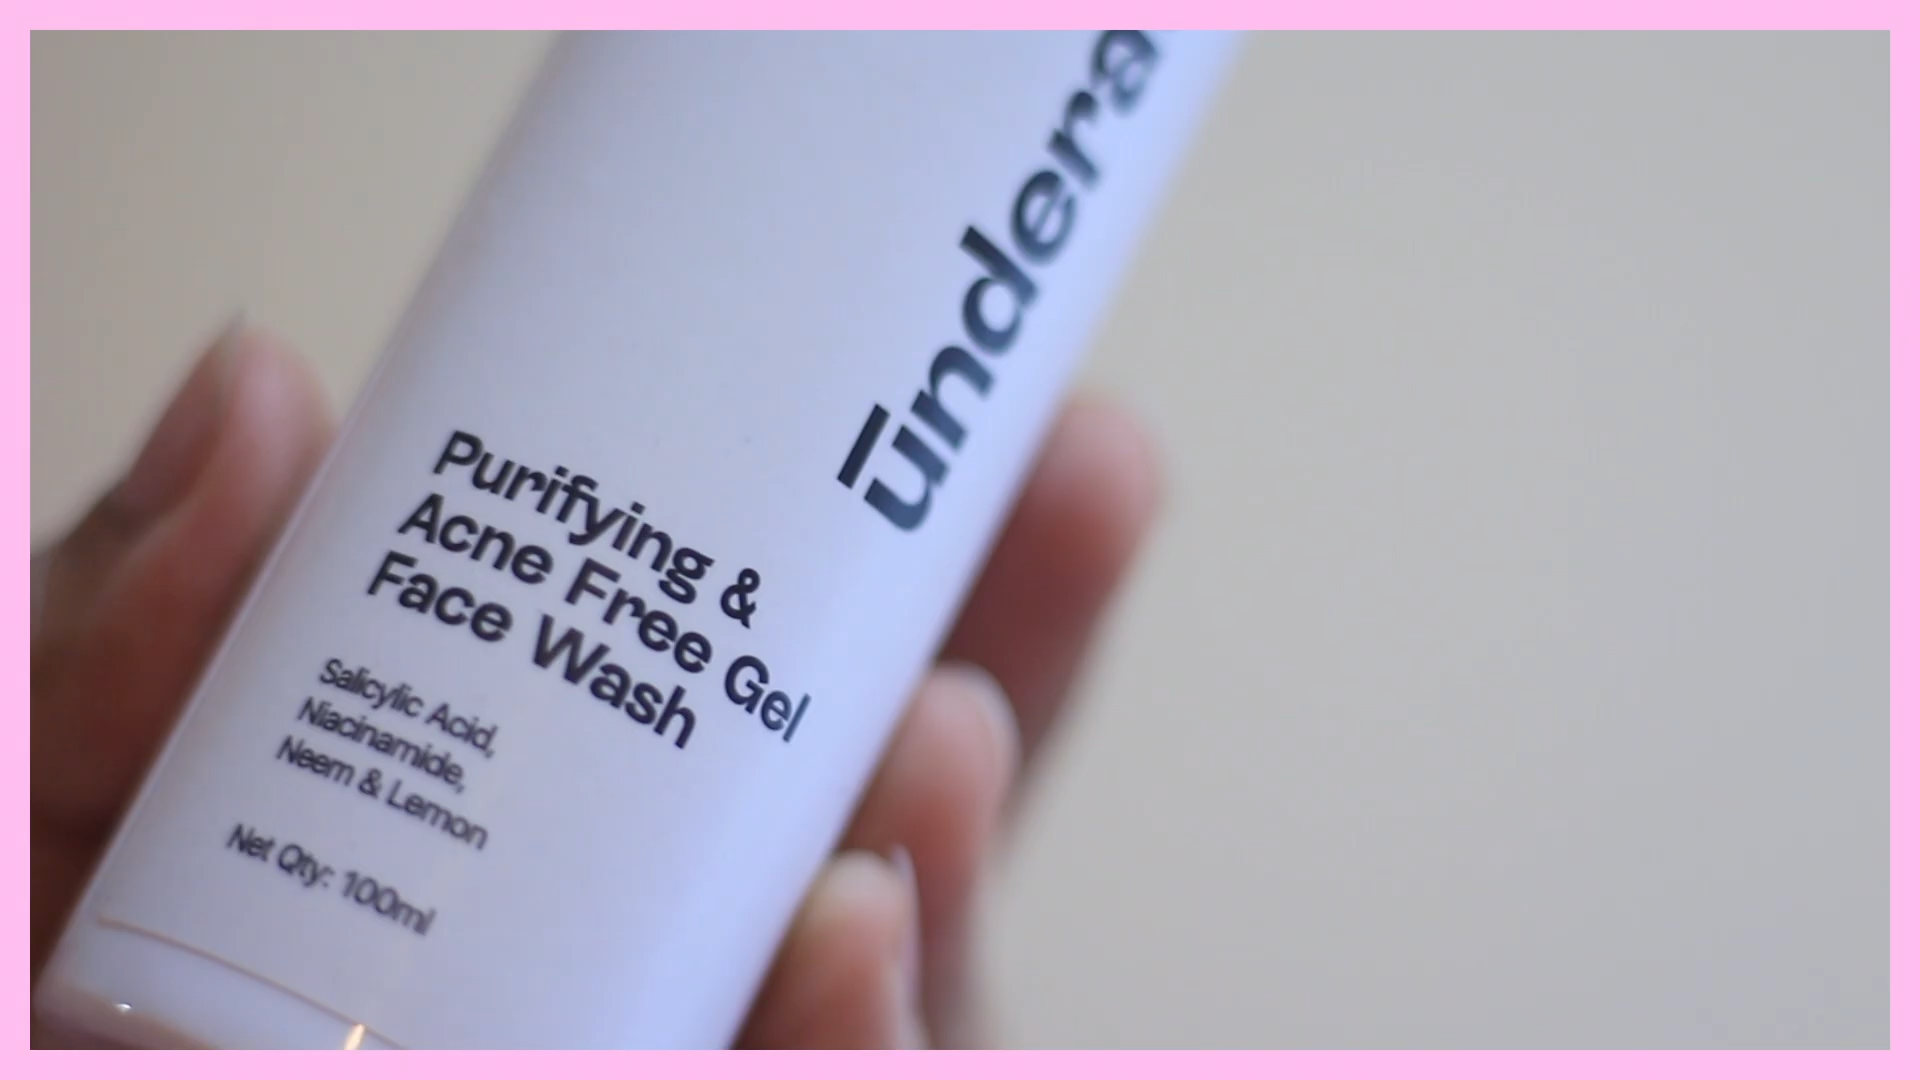 ūndera
Purifying &
Acne Free Gel
Face Wash
Salicylic Acid,
Niacinamide,
Neem & Lemon
Net Qty: 100ml